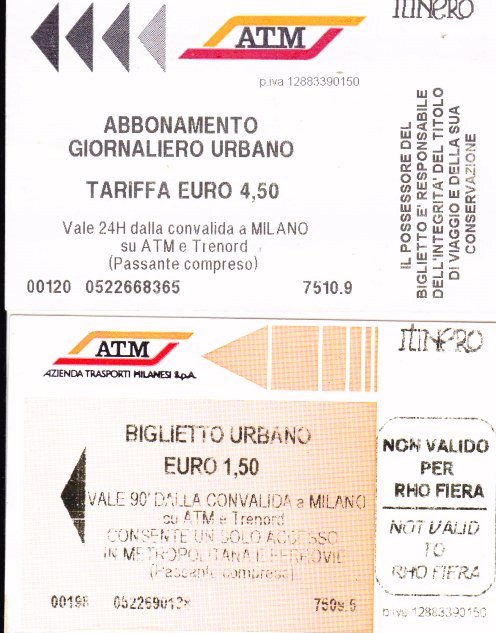 ITINERO
ATM
p.iva 12883390150
ABBONAMENTO
GIORNALIERO URBANO
TARIFFA EURO 4,50
Vale 24H dalla convalida a MILANO
su ATM e Trenord
(Passante compreso)
00120 0522668365 7510.9
IL POSSESSORE DEL
BIGLIETTO E' RESPONSABILE
DELL'INTEGRITA' DEL TITOLO
DI VIAGGIO E DELLA SUA
CONSERVAZIONE
ITINERO
ATM
AZIENDA TRASPORTI MILANESI S.p.A.
BIGLIETTO URBANO
EURO 1,50
VALE 90' DALLA CONVALIDA a MILANO
su ATM e Trenord
CONSENTE UN SOLO ACCESSO
IN METROPOLITANA E FERROVIE
(Passante compreso)
00198 7509.5
NON VALIDO
PER
RHO FIERA
NOT VALID
TO
RHO FIERA
p.iva 12883390150